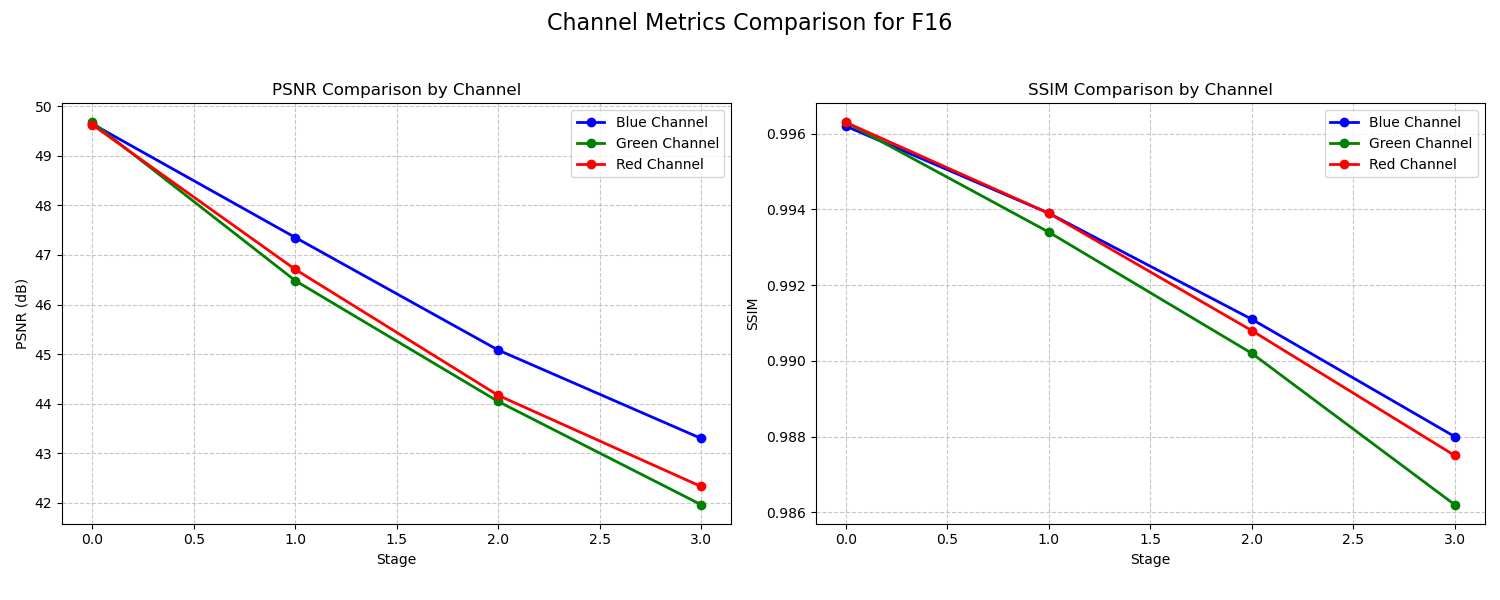 Channel Metrics Comparison for F16
PSNR Comparison by Channel
PSNR (dB)
50
49
48
47
46
45
44
43
42
0.0 0.5 1.0 1.5 2.0 2.5 3.0
Stage
Blue Channel
Green Channel
Red Channel
SSIM Comparison by Channel
SSIM
0.996
0.994
0.992
0.990
0.988
0.986
0.0 0.5 1.0 1.5 2.0 2.5 3.0
Stage
Blue Channel
Green Channel
Red Channel